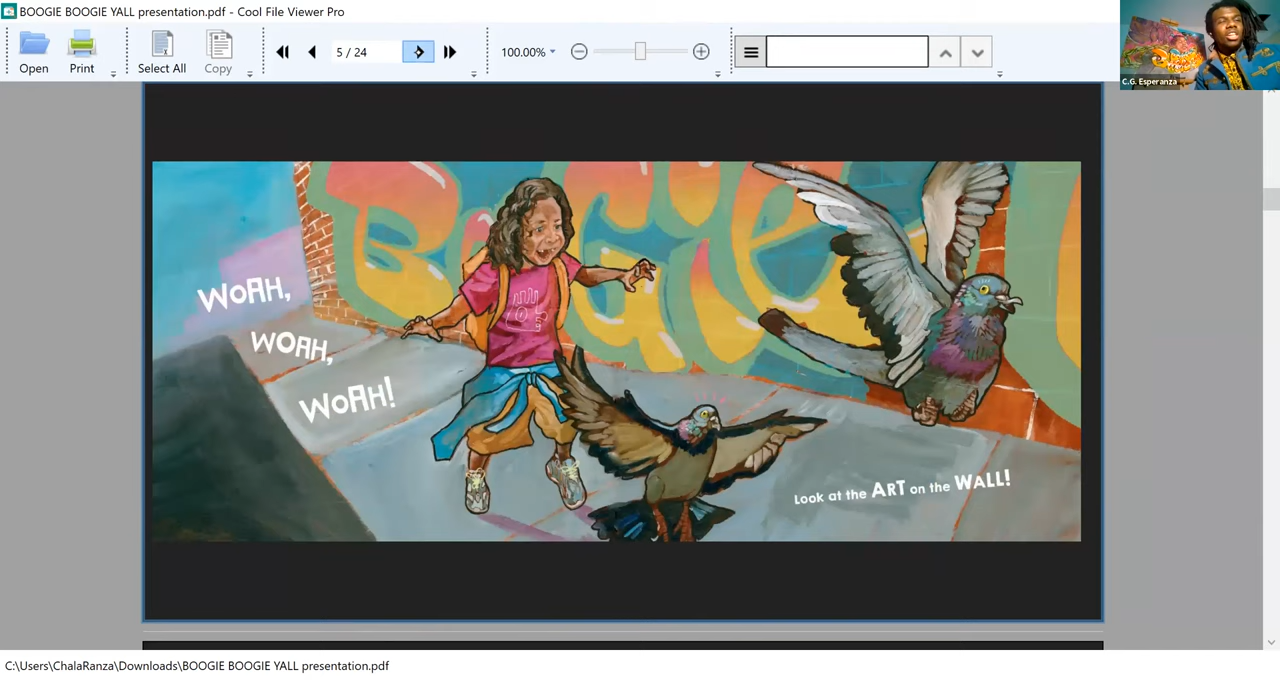 BOOGIE BOOGIE YALL presentation.pdf - Cool File Viewer Pro
Open
Print
Select All
Copy
5 / 24
100.00%
C.G. Esperanza
BOGiE
WOAH,
WOAH,
WOAH!
Look at the ART on the WALL!
C:\Users\ChalaRanza\Downloads\BOOGIE BOOGIE YALL presentation.pdf